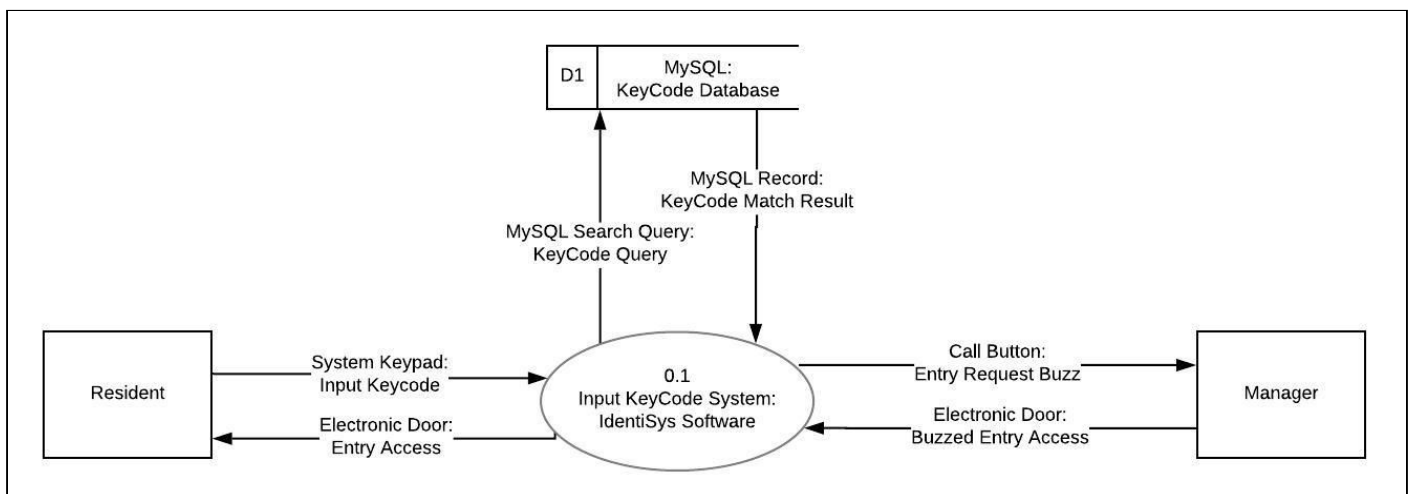 D1
MySQL:
KeyCode Database
MySQL Record:
KeyCode Match Result
MySQL Search Query:
KeyCode Query
Resident
System Keypad:
Input Keycode
Electronic Door:
Entry Access
0.1
Input KeyCode System:
IdentiSys Software
Call Button:
Entry Request Buzz
Electronic Door:
Buzzed Entry Access
Manager